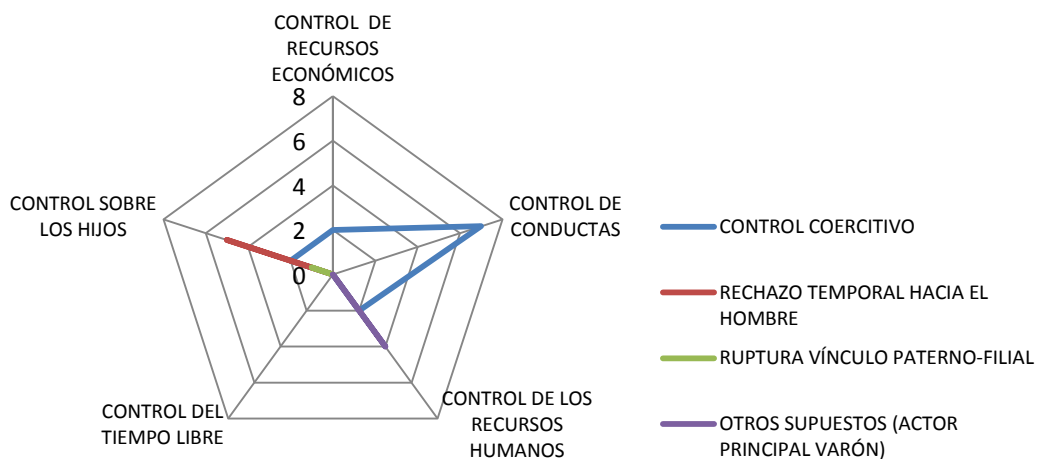 CONTROL DE
RECURSOS
ECONÓMICOS
8
6
4
2
0
CONTROL DE
CONDUCTAS
CONTROL DE LOS
RECURSOS
HUMANOS
CONTROL DEL
TIEMPO LIBRE
CONTROL SOBRE
LOS HIJOS
CONTROL COERCITIVO
RECHAZO TEMPORAL HACIA EL
HOMBRE
RUPTURA VÍNCULO PATERNO-FILIAL
OTROS SUPUESTOS (ACTOR
PRINCIPAL VARÓN)